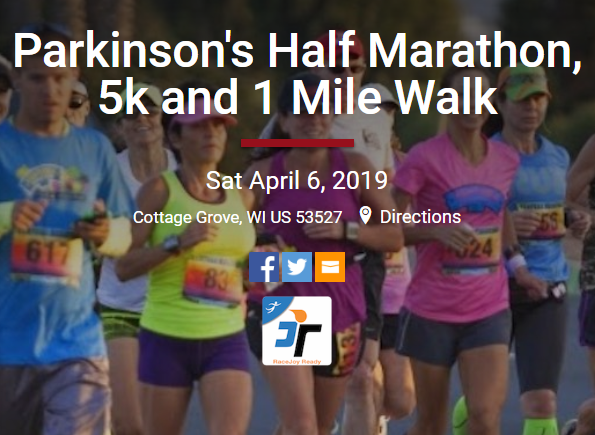 Parkinson's Half Marathon,
5k and 1 Mile Walk
Sat April 6, 2019
Cottage Grove, WI US 53527 Directions
617
RaceJoy Ready